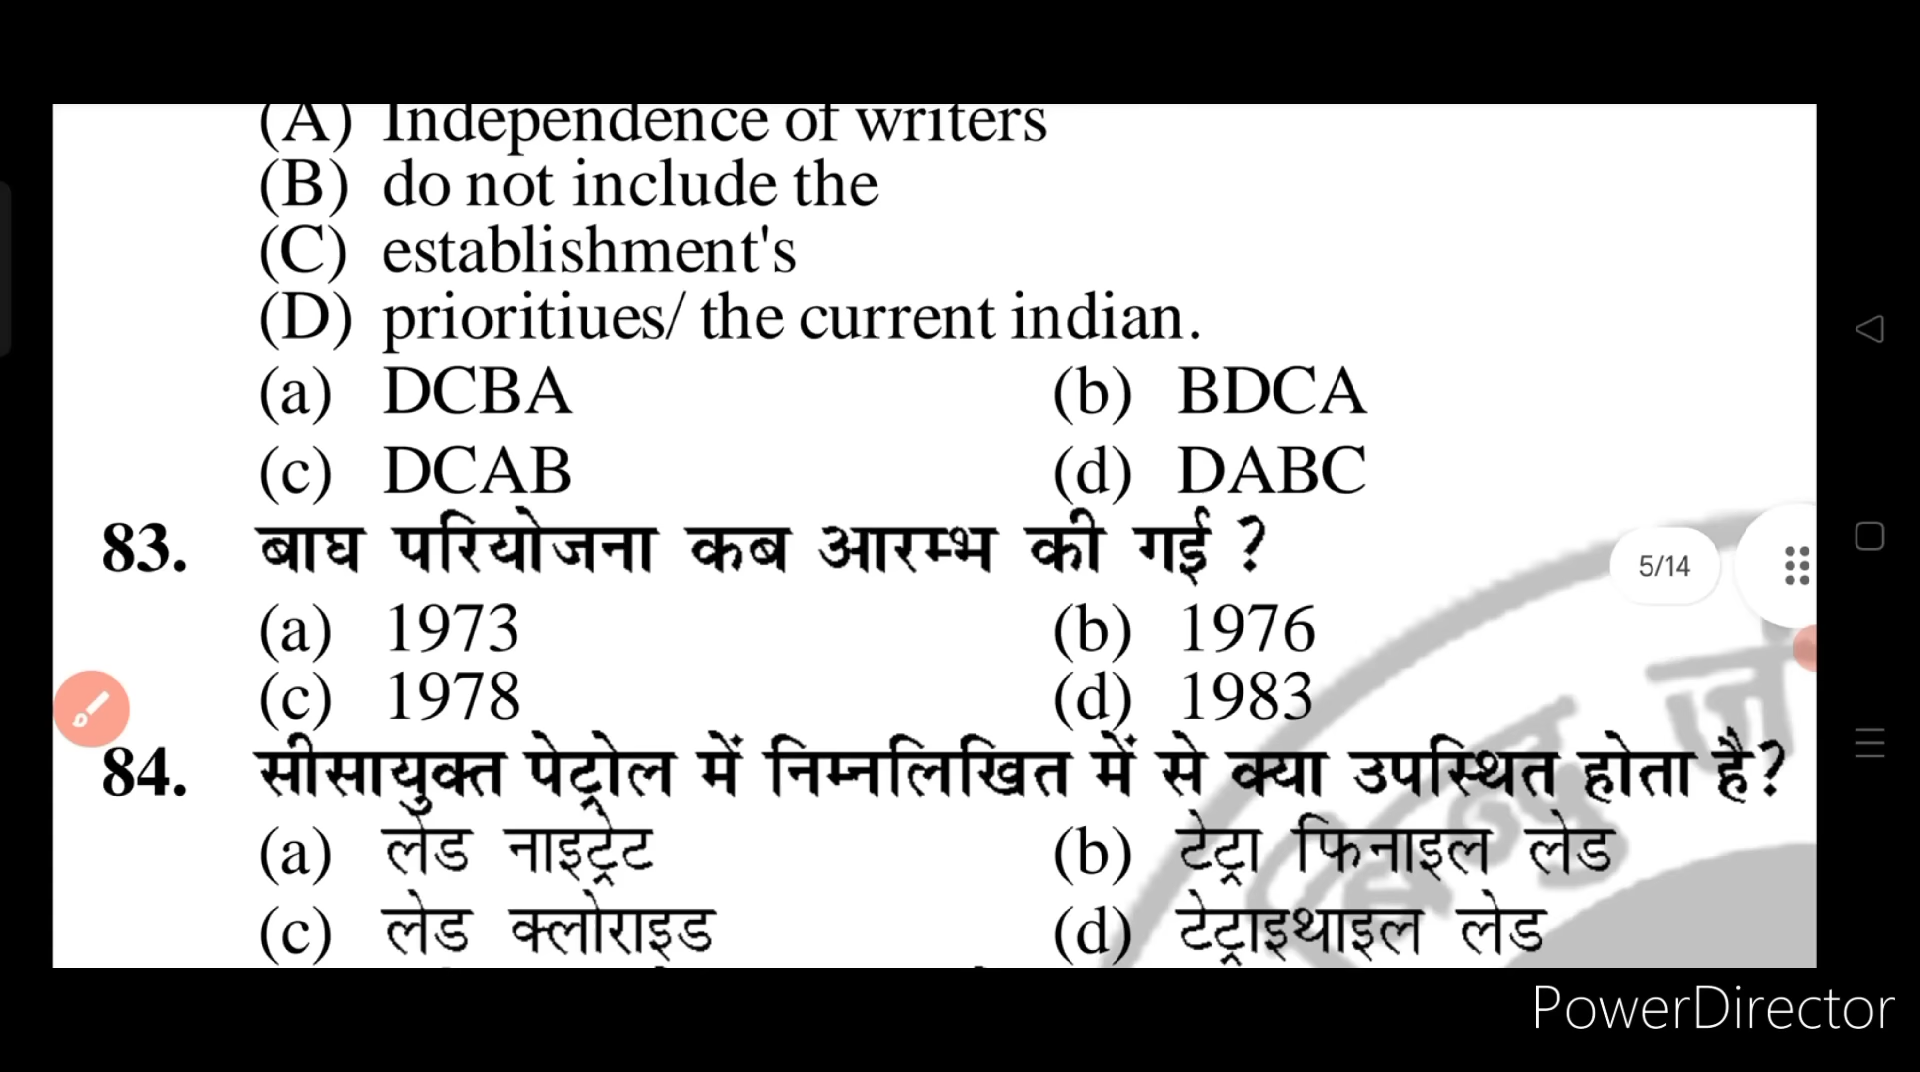 (A) Independence of writers
(B) do not include the
(C) establishment's
(D) prioritiues/ the current indian.
(a) DCBA (b) BDCA
(c) DCAB (d) DABC
83. बाघ परियोजना कब आरम्भ की गई ?
5/14
(a) 1973 (b) 1976
(c) 1978 (d) 1983
84. सीसायुक्त पेट्रोल में निम्नलिखित में से क्या उपस्थित होता है?
(a) लेड नाइट्रेट (b) टेट्रा फिनाइल लेड
(c) लेड क्लोराइड (d) टेट्राइथाइल लेड
PowerDirector